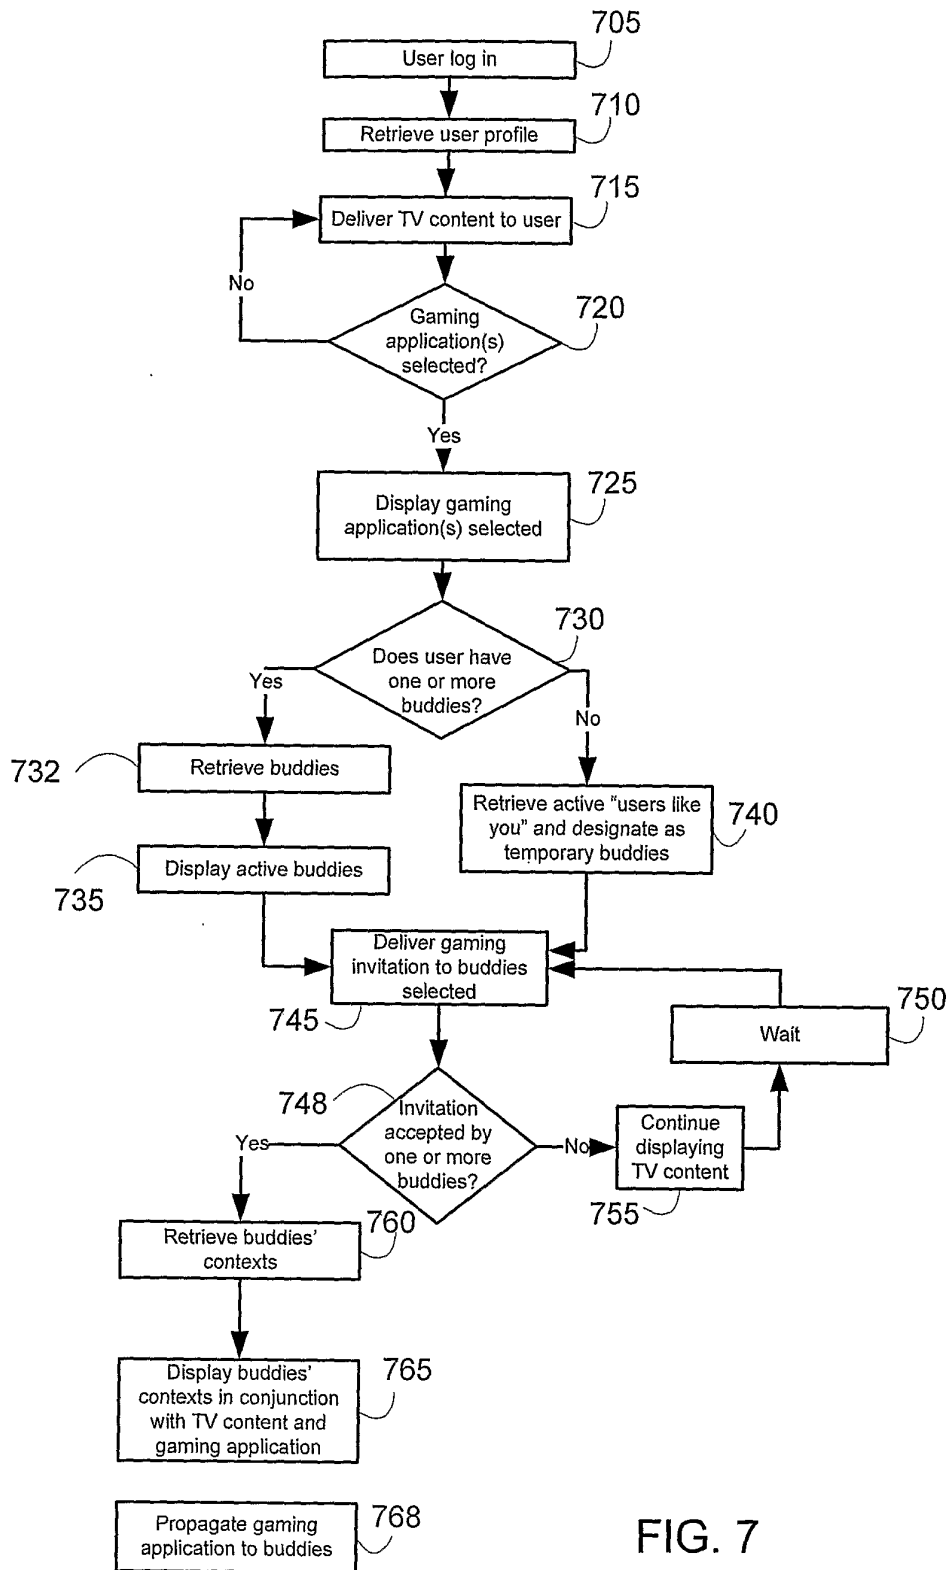 705
User log in
710
Retrieve user profile
715
Deliver TV content to user
No
720
Gaming
application(s)
selected?
Yes
725
Display gaming
application(s) selected
730
Does user have
one or more
buddies?
Yes
No
732
Retrieve buddies
740
Retrieve active "users like
you" and designate as
temporary buddies
735
Display active buddies
Deliver gaming
invitation to buddies
selected
745
750
Wait
748
Invitation
accepted by
one or more
buddies?
Yes
No
Continue
displaying
TV content
755
760
Retrieve buddies'
contexts
765
Display buddies'
contexts in conjunction
with TV content and
gaming application
768
Propagate gaming
application to buddies
FIG. 7